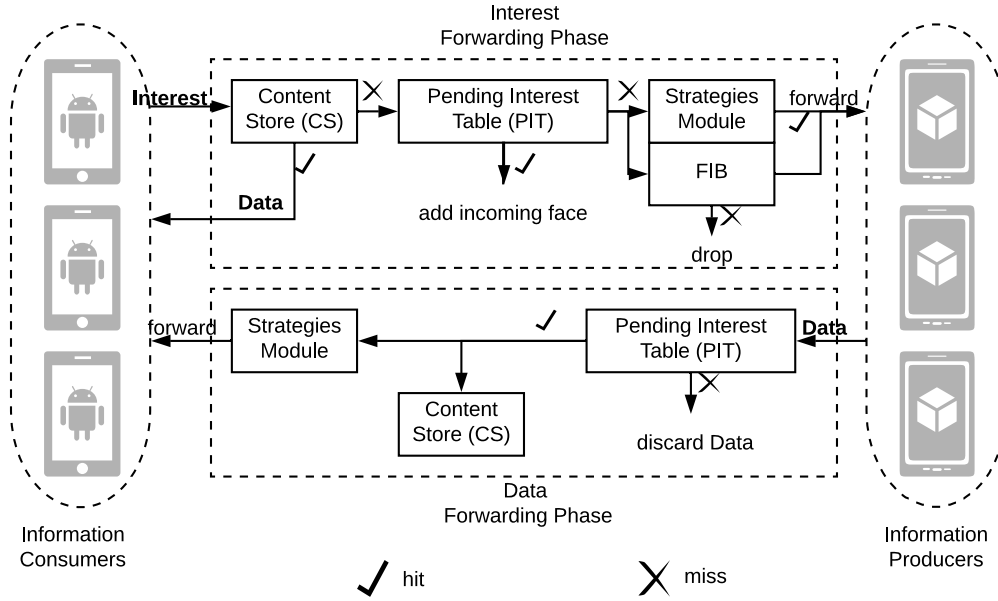 Interest
Forwarding Phase
Interest
Content
Store (CS)
Pending Interest
Table (PIT)
Strategies
Module
forward
FIB
Data
add incoming face
drop
forward
Strategies
Module
Pending Interest
Table (PIT)
Data
Content
Store (CS)
discard Data
Data
Forwarding Phase
Information
Consumers
Information
Producers
hit
miss